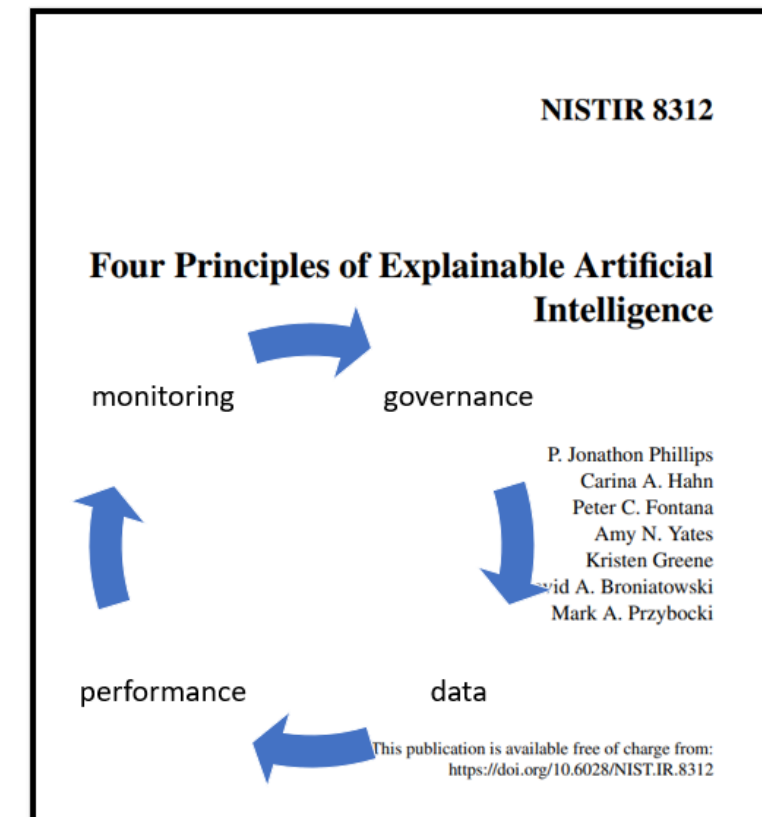 NISTIR 8312
Four Principles of Explainable Artificial
Intelligence
monitoring
governance
P. Jonathon Phillips
Carina A. Hahn
Peter C. Fontana
Amy N. Yates
Kristen Greene
A. Broniatowski
Mark A. Przybocki
performance
data
This publication is available free of charge from:
https://doi.org/10.6028/NIST.IR.8312